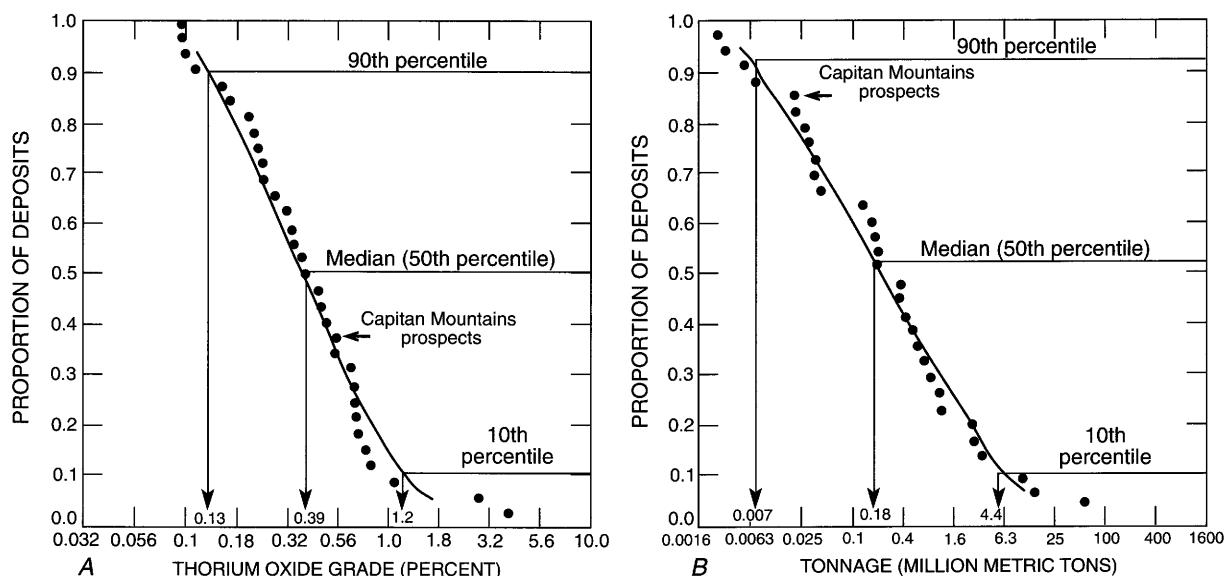 1.0
0.9
0.8
0.7
0.6
0.5
0.4
0.3
0.2
0.1
0.0
PROPORTION OF DEPOSITS
90th percentile
Median (50th percentile)
Capitan Mountains
prospects
10th
percentile
0.13 0.39 1.2
0.032 0.056 0.1 0.18 0.32 0.56 1.0 1.8 3.2 5.6 10.0
A THORIUM OXIDE GRADE (PERCENT)
1.0
0.9
0.8
0.7
0.6
0.5
0.4
0.3
0.2
0.1
0.0
PROPORTION OF DEPOSITS
90th percentile
Capitan Mountains
prospects
Median (50th percentile)
10th
percentile
0.007 0.18 4.4
0.0016 0.0063 0.025 0.1 0.4 1.6 6.3 25 100 400 1600
B TONNAGE (MILLION METRIC TONS)